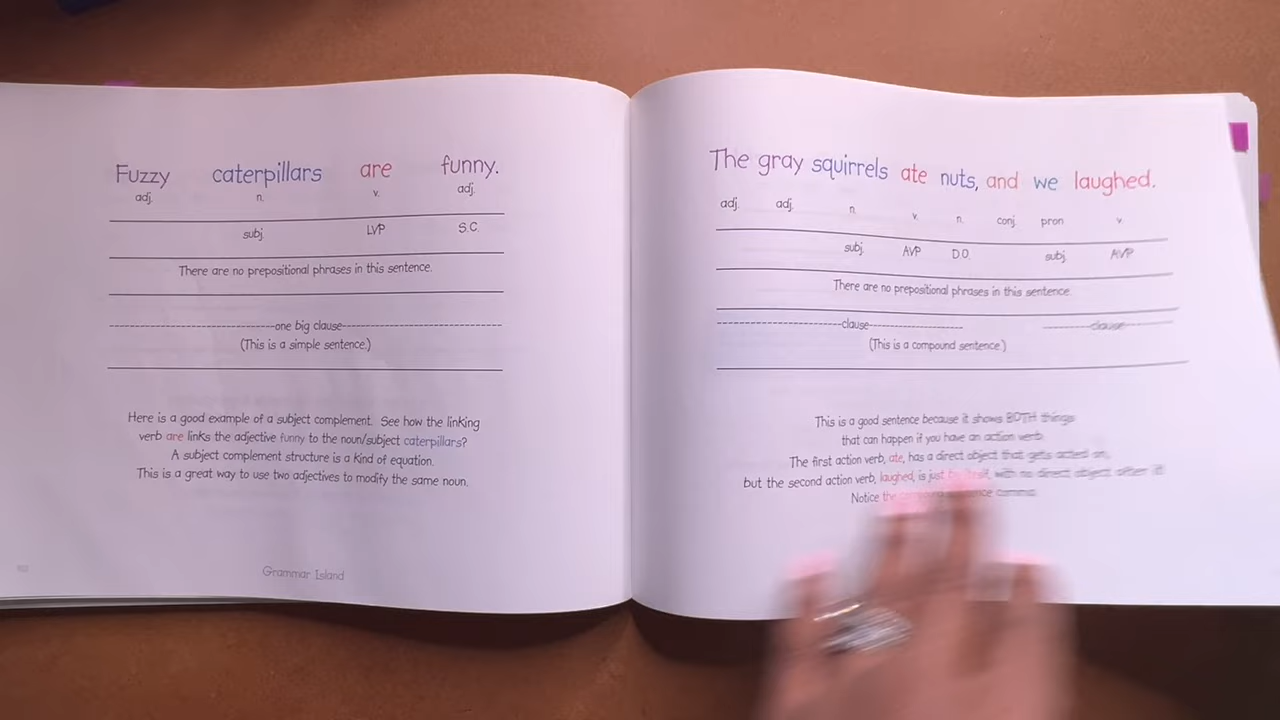 Fuzzy caterpillars are funny.
adj. n. v. adj.
subj. LVP S.C.
There are no prepositional phrases in this sentence.
one big clause
(This is a simple sentence.)
Here is a good example of a subject complement. See how the linking
verb are links the adjective funny to the noun/subject caterpillars?
A subject complement structure is a kind of equation.
This is a great way to use two adjectives to modify the same noun.
Grammar Island
The gray squirrels ate nuts, and we laughed.
adj. adj. n. v. n. conj. pron v.
subj. AVP D.O. subj. AVP
There are no prepositional phrases in this sentence.
clause clause
(This is a compound sentence.)
This is a good sentence because it shows BOTH things
that can happen if you have an action verb.
The first action verb, ate, has a direct object that gets acted on,
but the second action verb, laughed, is just by itself, with no direct object after it.
Notice the comma